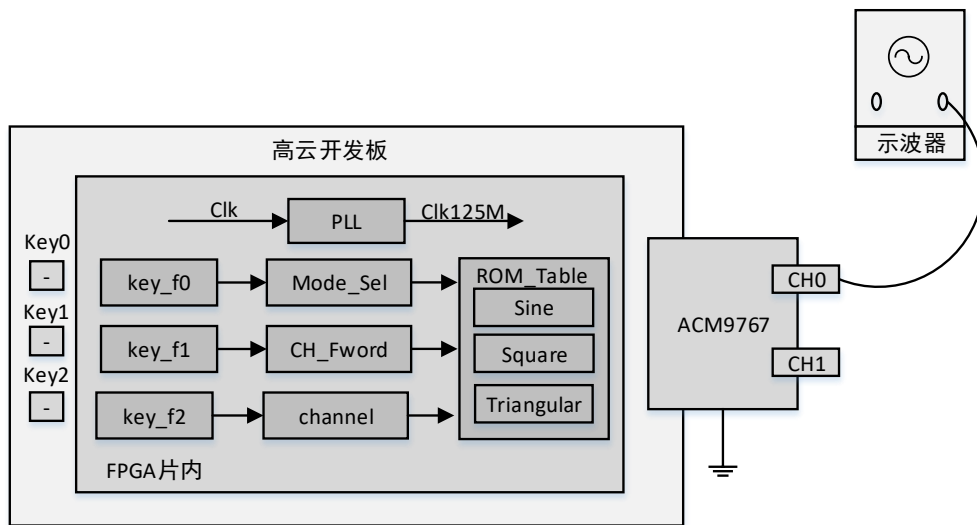 示波器
高云开发板
Clk
PLL
Clk125M
Key0
-
Key1
-
Key2
-
key_f0
Mode_Sel
key_f1
CH_Fword
key_f2
channel
ROM_Table
Sine
Square
Triangular
FPGA片内
ACM9767
CH0
CH1